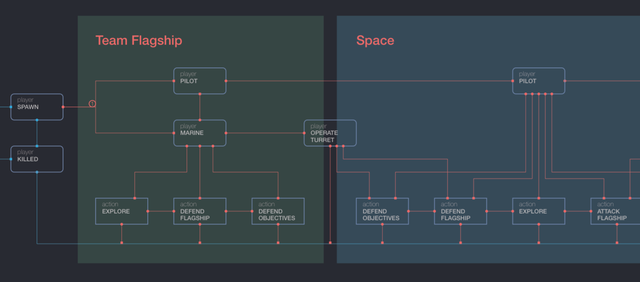 Team Flagship
Space
player
PILOT
player
PILOT
player
SPAWN
player
MARINE
player
OPERATE
TURRET
player
KILLED
action
EXPLORE
action
DEFEND
FLAGSHIP
action
DEFEND
OBJECTIVES
action
DEFEND
OBJECTIVES
action
DEFEND
FLAGSHIP
action
EXPLORE
action
ATTACK
FLAGSHIP